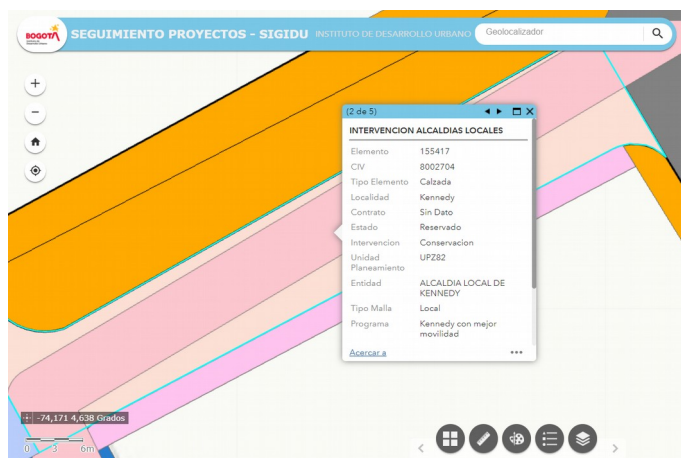 BOGOTÁ
SEGUIMIENTO PROYECTOS - SIGIDU INSTITUTO DE DESARROLLO URBANO
Geolocalizador
(2 de 5)
INTERVENCION ALCALDIAS LOCALES
Elemento 155417
CIV 8002704
Tipo Elemento Calzada
Localidad Kennedy
Contrato Sin Dato
Estado Reservado
Intervencion Conservacion
Unidad Planeamiento UPZ82
Entidad ALCALDIA LOCAL DE
KENNEDY
Tipo Malla Local
Programa Kennedy con mejor
movilidad
Acercar a
-74,171 4,638 Grados
0 3 6m